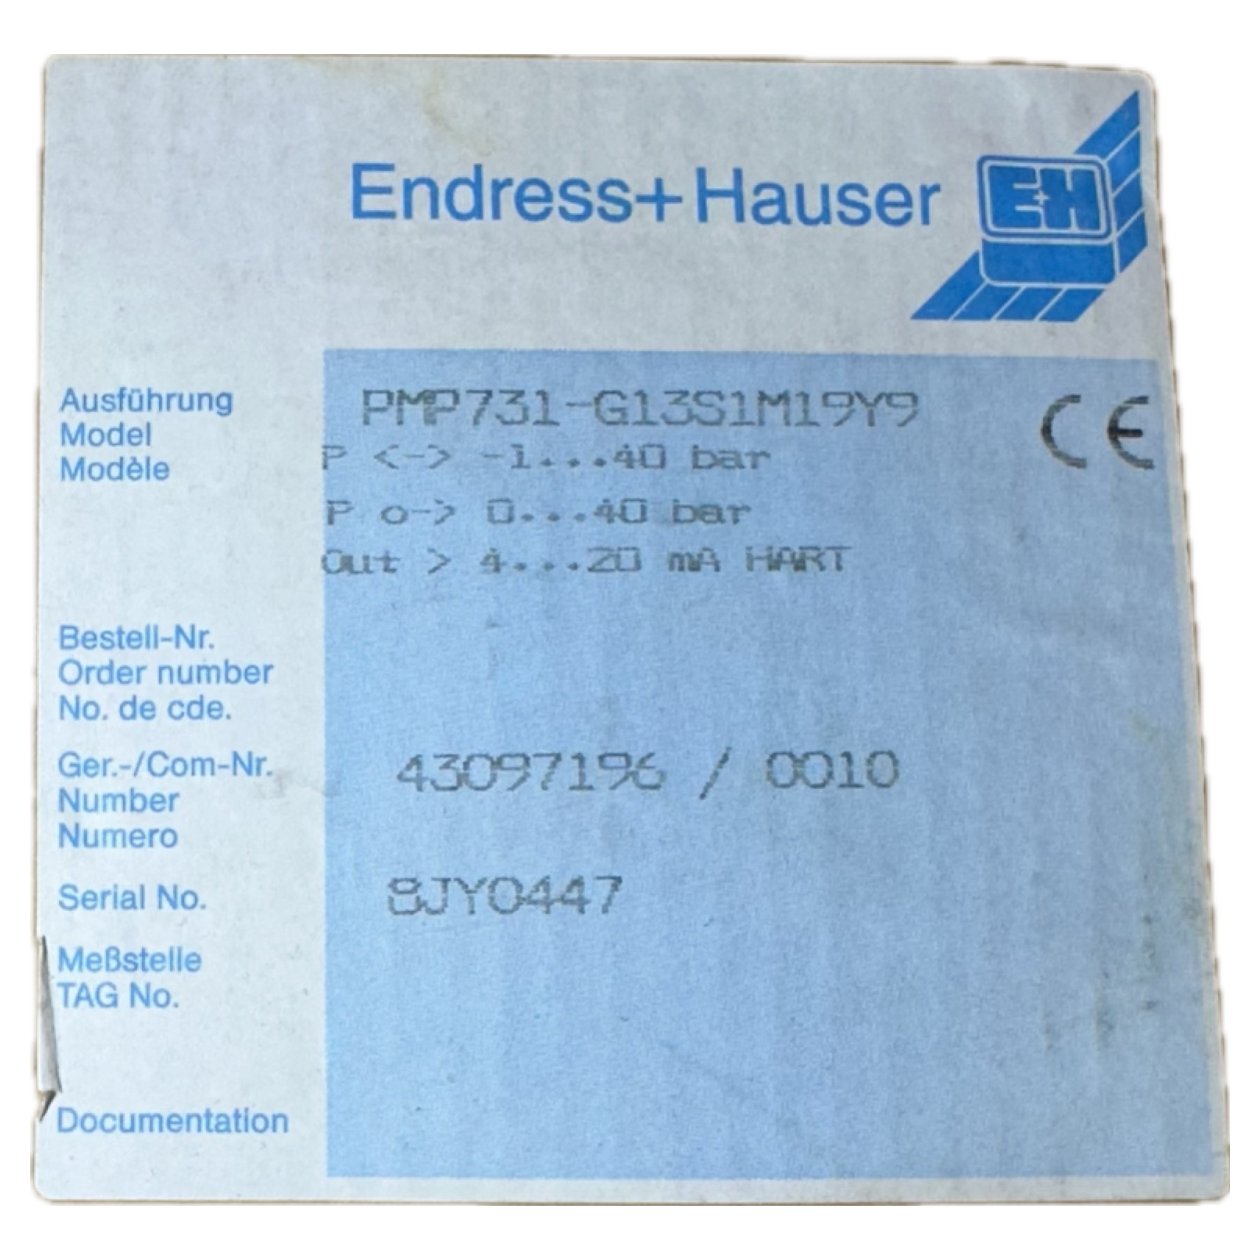 Endress+Hauser
E+H
Ausführung
Model
Modèle
PMP731-G13S1M19Y9
CE
P <-> -1...40 bar
P o-> 0...40 bar
Out > 4...20 mA HART
Bestell-Nr.
Order number
No. de cde.
Ger.-/Com-Nr.
Number
Numero
43097196 / 0010
Serial No.
8JY0447
Meßstelle
TAG No.
Documentation